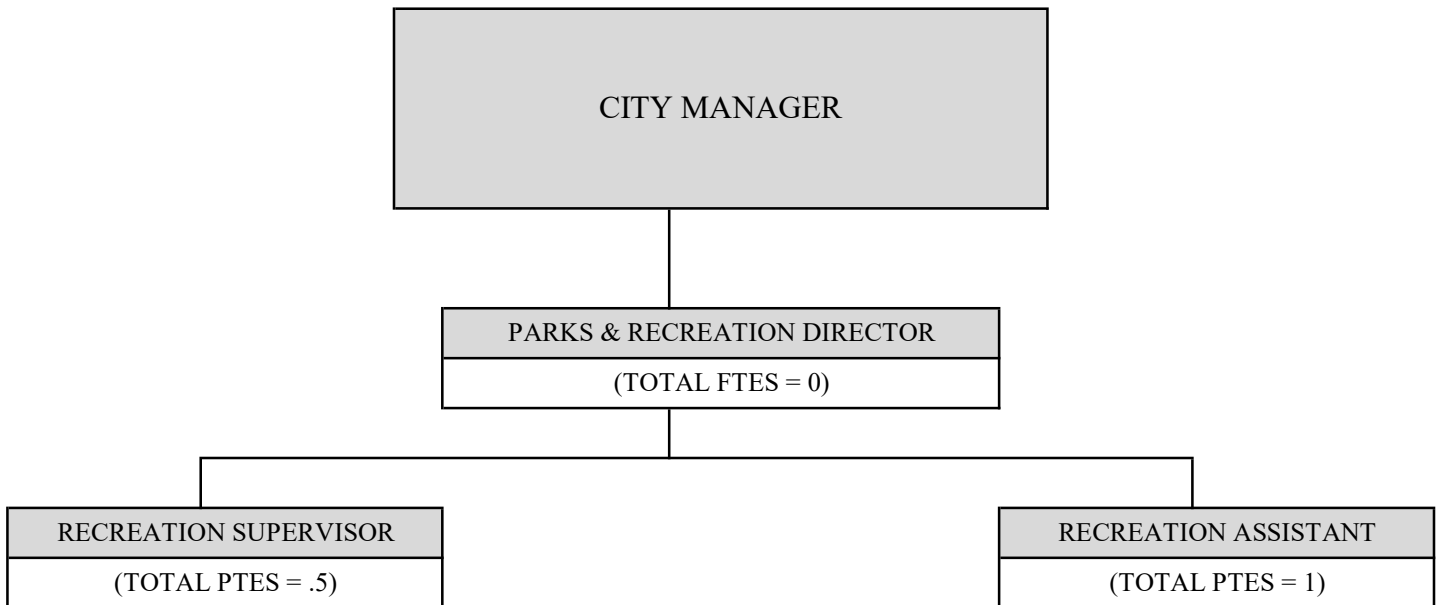 CITY MANAGER
PARKS & RECREATION DIRECTOR
(TOTAL FTES = 0)
RECREATION SUPERVISOR
(TOTAL PTES = .5)
RECREATION ASSISTANT
(TOTAL PTES = 1)